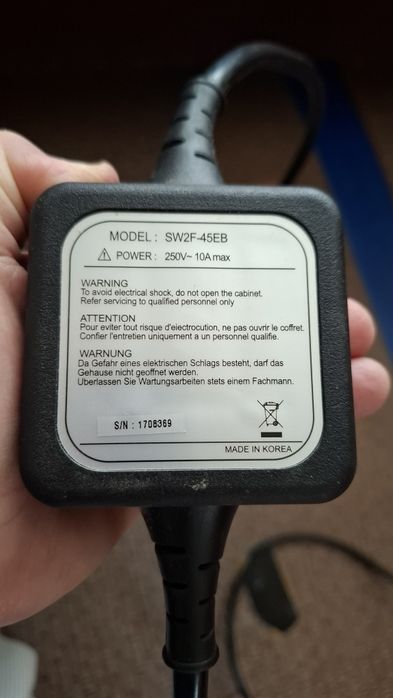 MODEL : SW2F-45EB
POWER : 250V~ 10A max
WARNING
To avoid electrical shock, do not open the cabinet.
Refer servicing to qualified personnel only
ATTENTION
Pour eviter tout risque d'eiectrocution, ne pas ouvrir le coffret.
Confier l'entretien uniquement a un personnel qualifie.
WARNUNG
Da Gefahr eines elektrischen Schlags besteht, darf das
Gehause nicht geoffnet werden.
Uberlassen Sie Wartungsarbeiten stets einem Fachmann.
S/N : 1708369
MADE IN KOREA